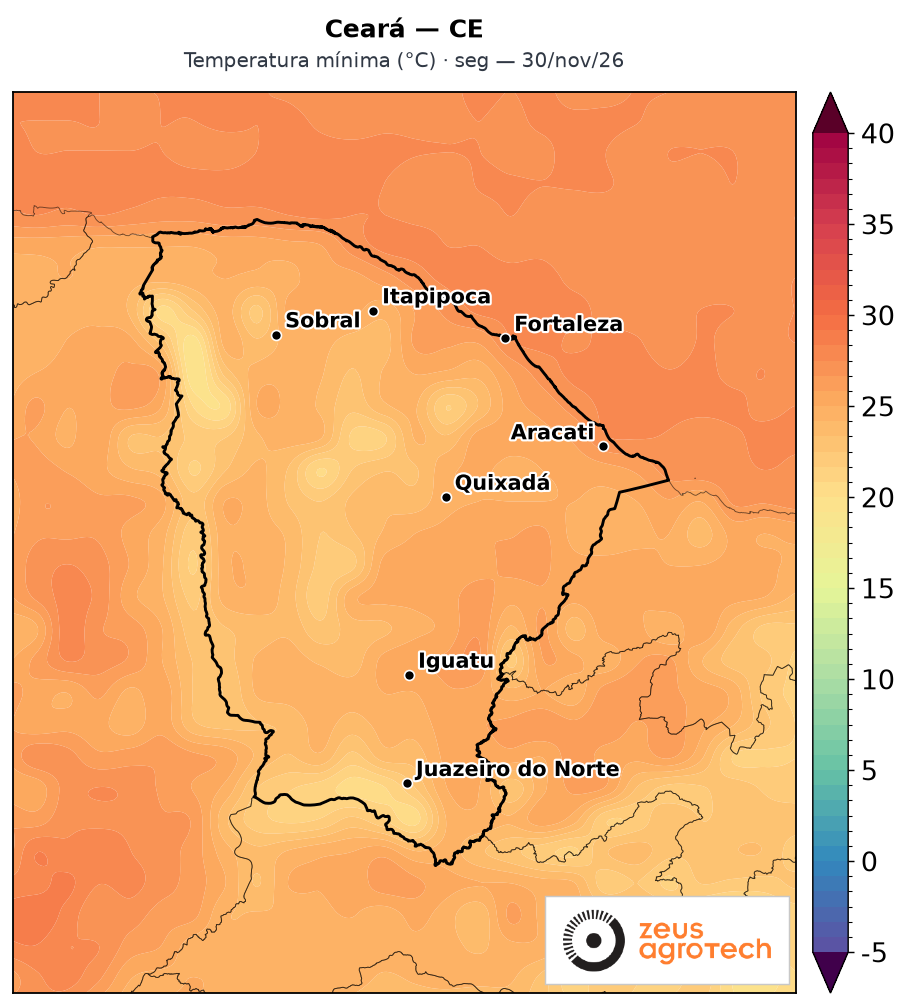 Ceará — CE
Temperatura mínima (°C) · seg — 30/nov/26
Itapipoca
Sobral
Fortaleza
Aracati
Quixadá
Iguatu
Juazeiro do Norte
40
35
30
25
20
15
10
5
0
-5
zeus
agrotech